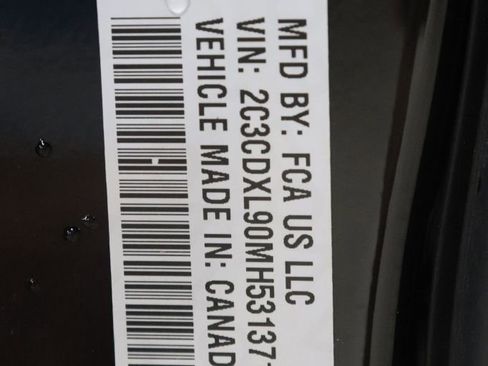 MFD BY: FCA US LLC
VIN: 2C3CDXL90MH53137
VEHICLE MADE IN: CANAD